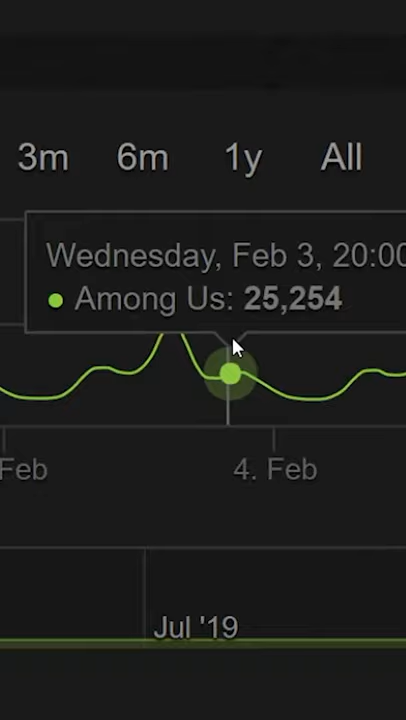 3m 6m 1y All
Wednesday, Feb 3, 20:00
Among Us: 25,254
Feb 4. Feb
Jul '19